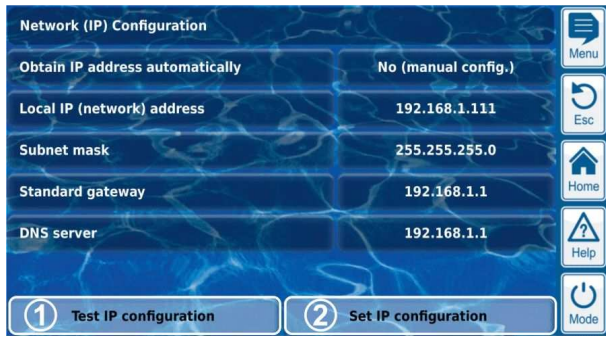 Network (IP) Configuration
Menu
Obtain IP address automatically No (manual config.)
Local IP (network) address 192.168.1.111
Esc
Subnet mask 255.255.255.0
Standard gateway 192.168.1.1
Home
DNS server 192.168.1.1
?
Help
1 Test IP configuration 2 Set IP configuration
Mode